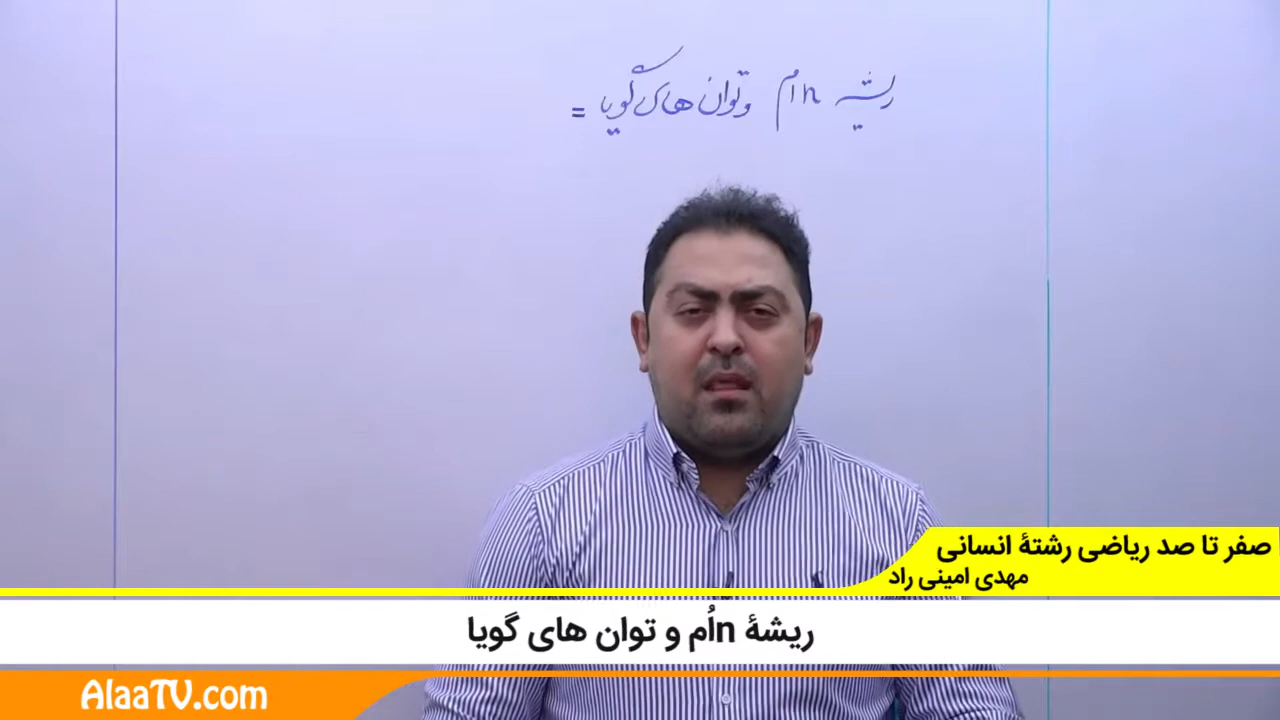 ریشه nام و توان های گویا =
صفر تا صد ریاضی رشتهٔ انسانی
مهدی امینی راد
ریشهٔ nاُم و توان های گویا
AlaaTV.com